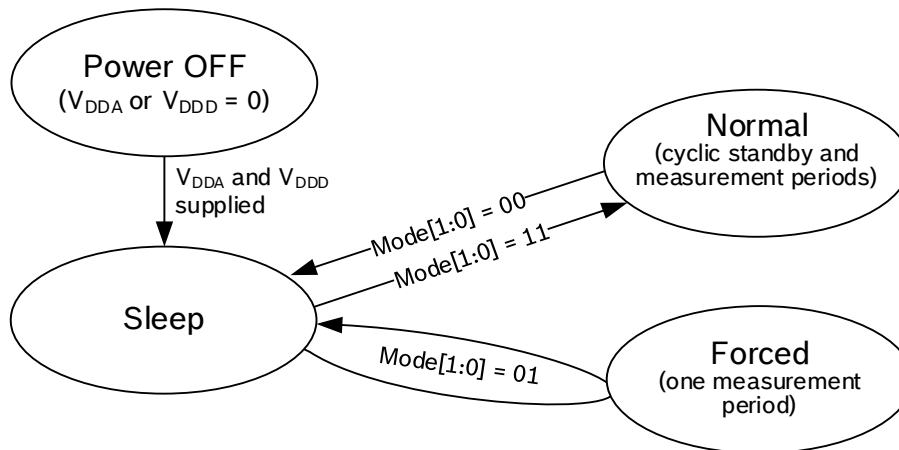 Power OFF
(VDDA or VDDD = 0)
VDDA and VDDD
supplied
Normal
(cyclic standby and
measurement periods)
Mode[1:0] = 00
Mode[1:0] = 11
Sleep
Mode[1:0] = 01
Forced
(one measurement
period)